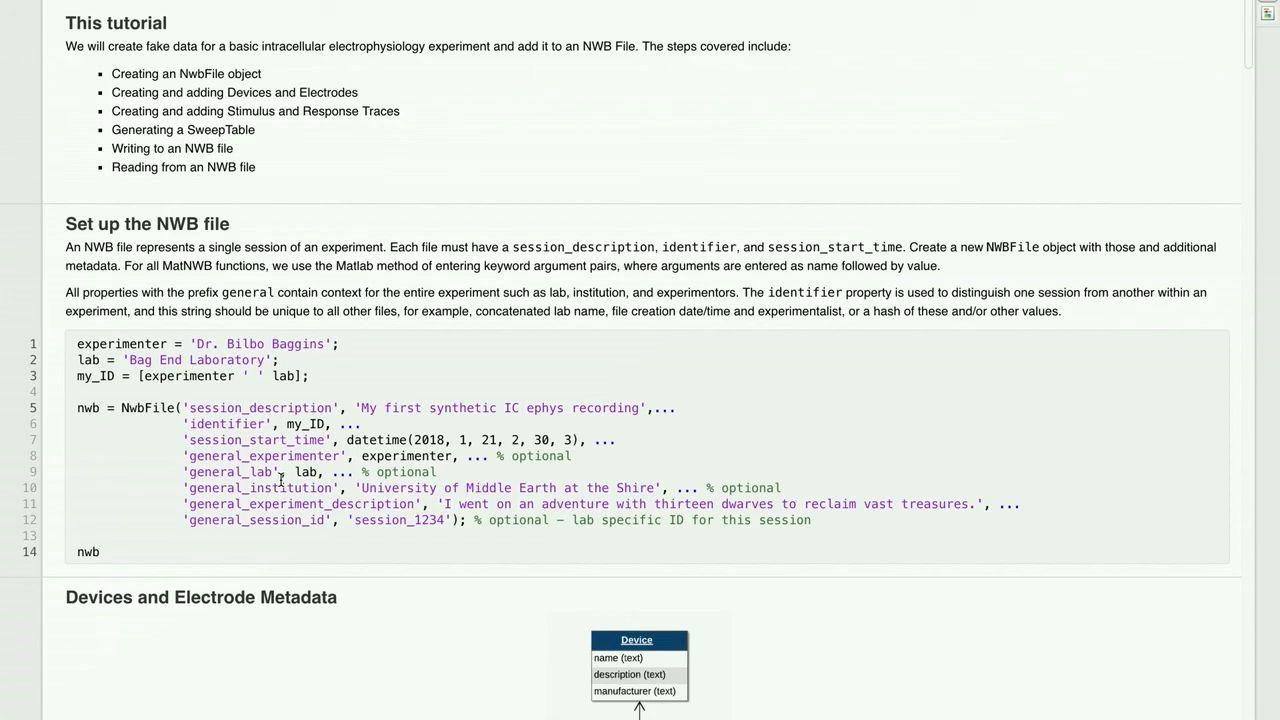 This tutorial
We will create fake data for a basic intracellular electrophysiology experiment and add it to an NWB File. The steps covered include:
▪ Creating an NwbFile object
▪ Creating and adding Devices and Electrodes
▪ Creating and adding Stimulus and Response Traces
▪ Generating a SweepTable
▪ Writing to an NWB file
▪ Reading from an NWB file
Set up the NWB file
An NWB file represents a single session of an experiment. Each file must have a session_description, identifier, and session_start_time. Create a new NWBFile object with those and additional
metadata. For all MatNWB functions, we use the Matlab method of entering keyword argument pairs, where arguments are entered as name followed by value.
All properties with the prefix general contain context for the entire experiment such as lab, institution, and experimentors. The identifier property is used to distinguish one session from another within an
experiment, and this string should be unique to all other files, for example, concatenated lab name, file creation date/time and experimentalist, or a hash of these and/or other values.
1 experimenter = 'Dr. Bilbo Baggins';
2 lab = 'Bag End Laboratory';
3 my_ID = [experimenter ' ' lab];
4
5 nwb = NwbFile('session_description', 'My first synthetic IC ephys recording',...
6 'identifier', my_ID, ...
7 'session_start_time', datetime(2018, 1, 21, 2, 30, 3), ...
8 'general_experimenter', experimenter, ... % optional
9 'general_lab', lab, ... % optional
10 'general_institution', 'University of Middle Earth at the Shire', ... % optional
11 'general_experiment_description', 'I went on an adventure with thirteen dwarves to reclaim vast treasures.', ...
12 'general_session_id', 'session_1234'); % optional – lab specific ID for this session
13
14 nwb
Devices and Electrode Metadata
Device
name (text)
description (text)
manufacturer (text)